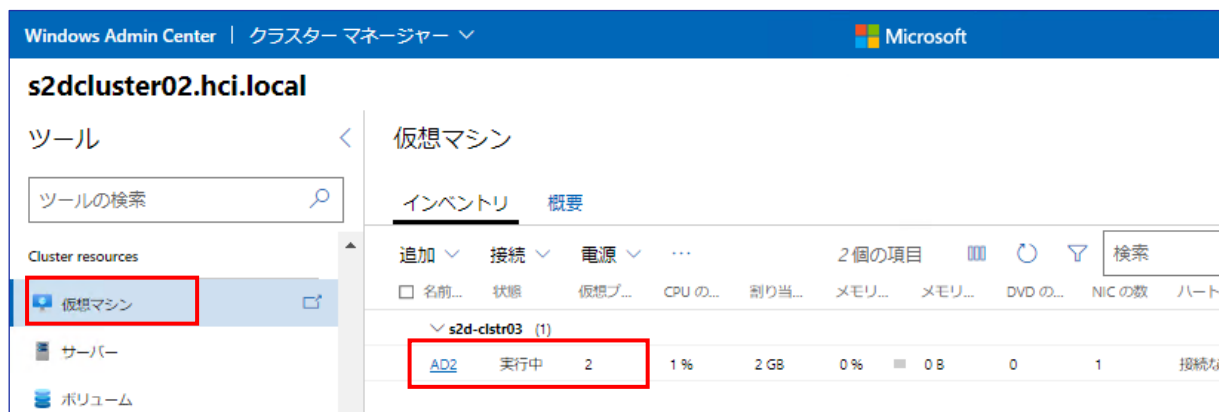 Windows Admin Center | クラスター マネージャー
Microsoft
s2dcluster02.hci.local
ツール
ツールの検索
Cluster resources
仮想マシン
サーバー
ボリューム
仮想マシン
インベントリ 概要
追加 接続 電源 … 2 個の項目 検索
名前... 状態 仮想プ... CPU の... 割り当... メモリ... メモリ... DVD の... NIC の数 ハート
s2d-clstr03 (1)
AD2 実行中 2 1 % 2 GB 0 % 0 B 0 1 接続な